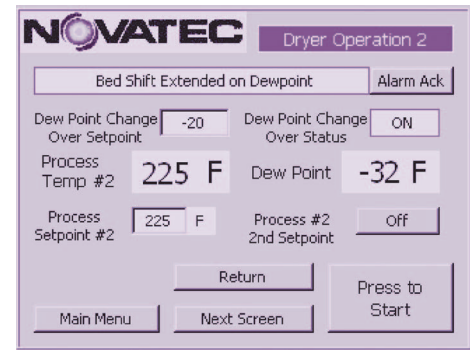 NOVATEC
Dryer Operation 2
Bed Shift Extended on Dewpoint
Alarm Ack
Dew Point Change
Over Setpoint
-20
Dew Point Change
Over Status
ON
Process
Temp #2
225 F
Dew Point
-32 F
Process
Setpoint #2
225 F
Process #2
2nd Setpoint
Off
Return
Press to
Start
Main Menu
Next Screen